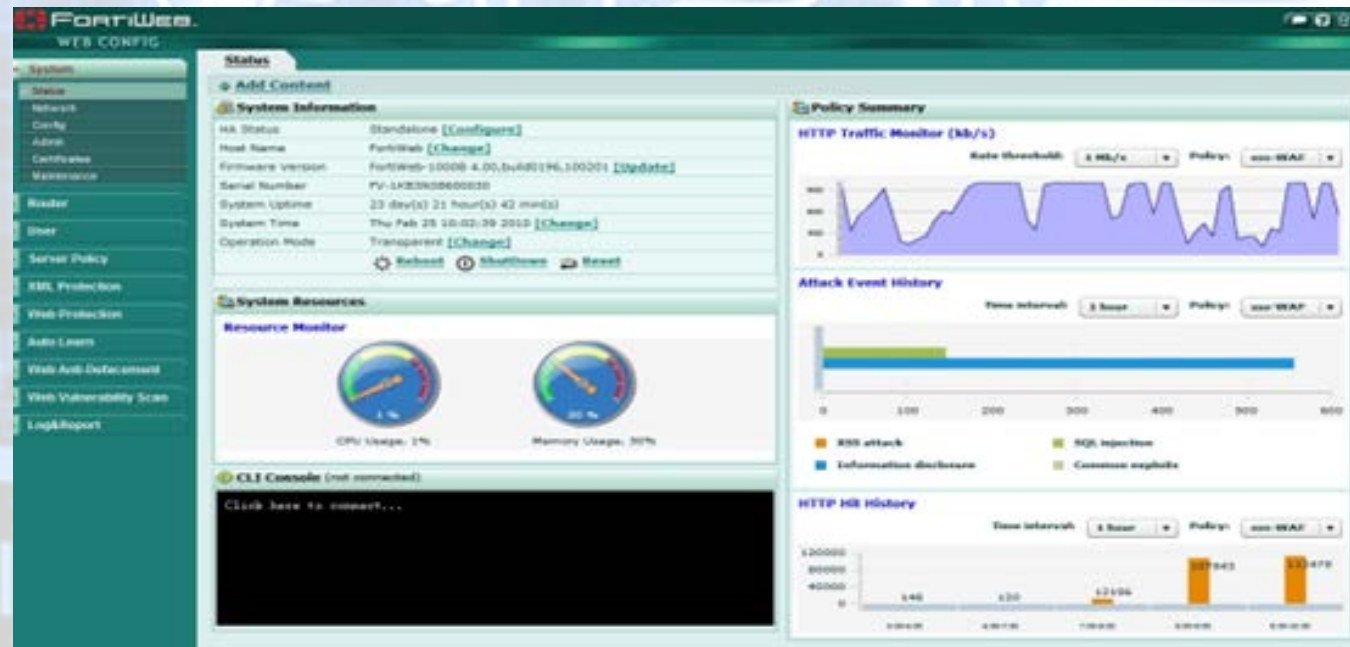 FORTIWEB.
WEB CONFIG
System
Status
Network
Config
Admin
Certificates
Maintenance
Router
User
Server Policy
XML Protection
Web Protection
Auto Learn
Web Anti-Defacement
Web Vulnerability Scan
Log&Report
Status
Add Content
System Information
HA Status Standalone [Configure]
Host Name FortiWeb [Change]
Firmware Version [Update]
Serial Number
System Uptime 23 day(s) 21 hour(s) 42 min(s)
System Time Thu Feb 25 10:02:39 2010 [Change]
Operation Mode Transparent [Change]
Reboot ShutDown Reset
System Resources
Resource Monitor
1 %
CPU Usage: 1%
Memory Usage:
CLI Console (not connected)
Click here to connect...
Policy Summary
HTTP Traffic Monitor (kb/s)
Rate threshold: Policy:
0
Attack Event History
Time interval: 1 hour Policy:
0 100 200 300 400 500 600
XSS attack SQL injection
Information disclosure Common exploits
HTTP Hit History
Time interval: 1 hour Policy:
120000
80000
40000
0